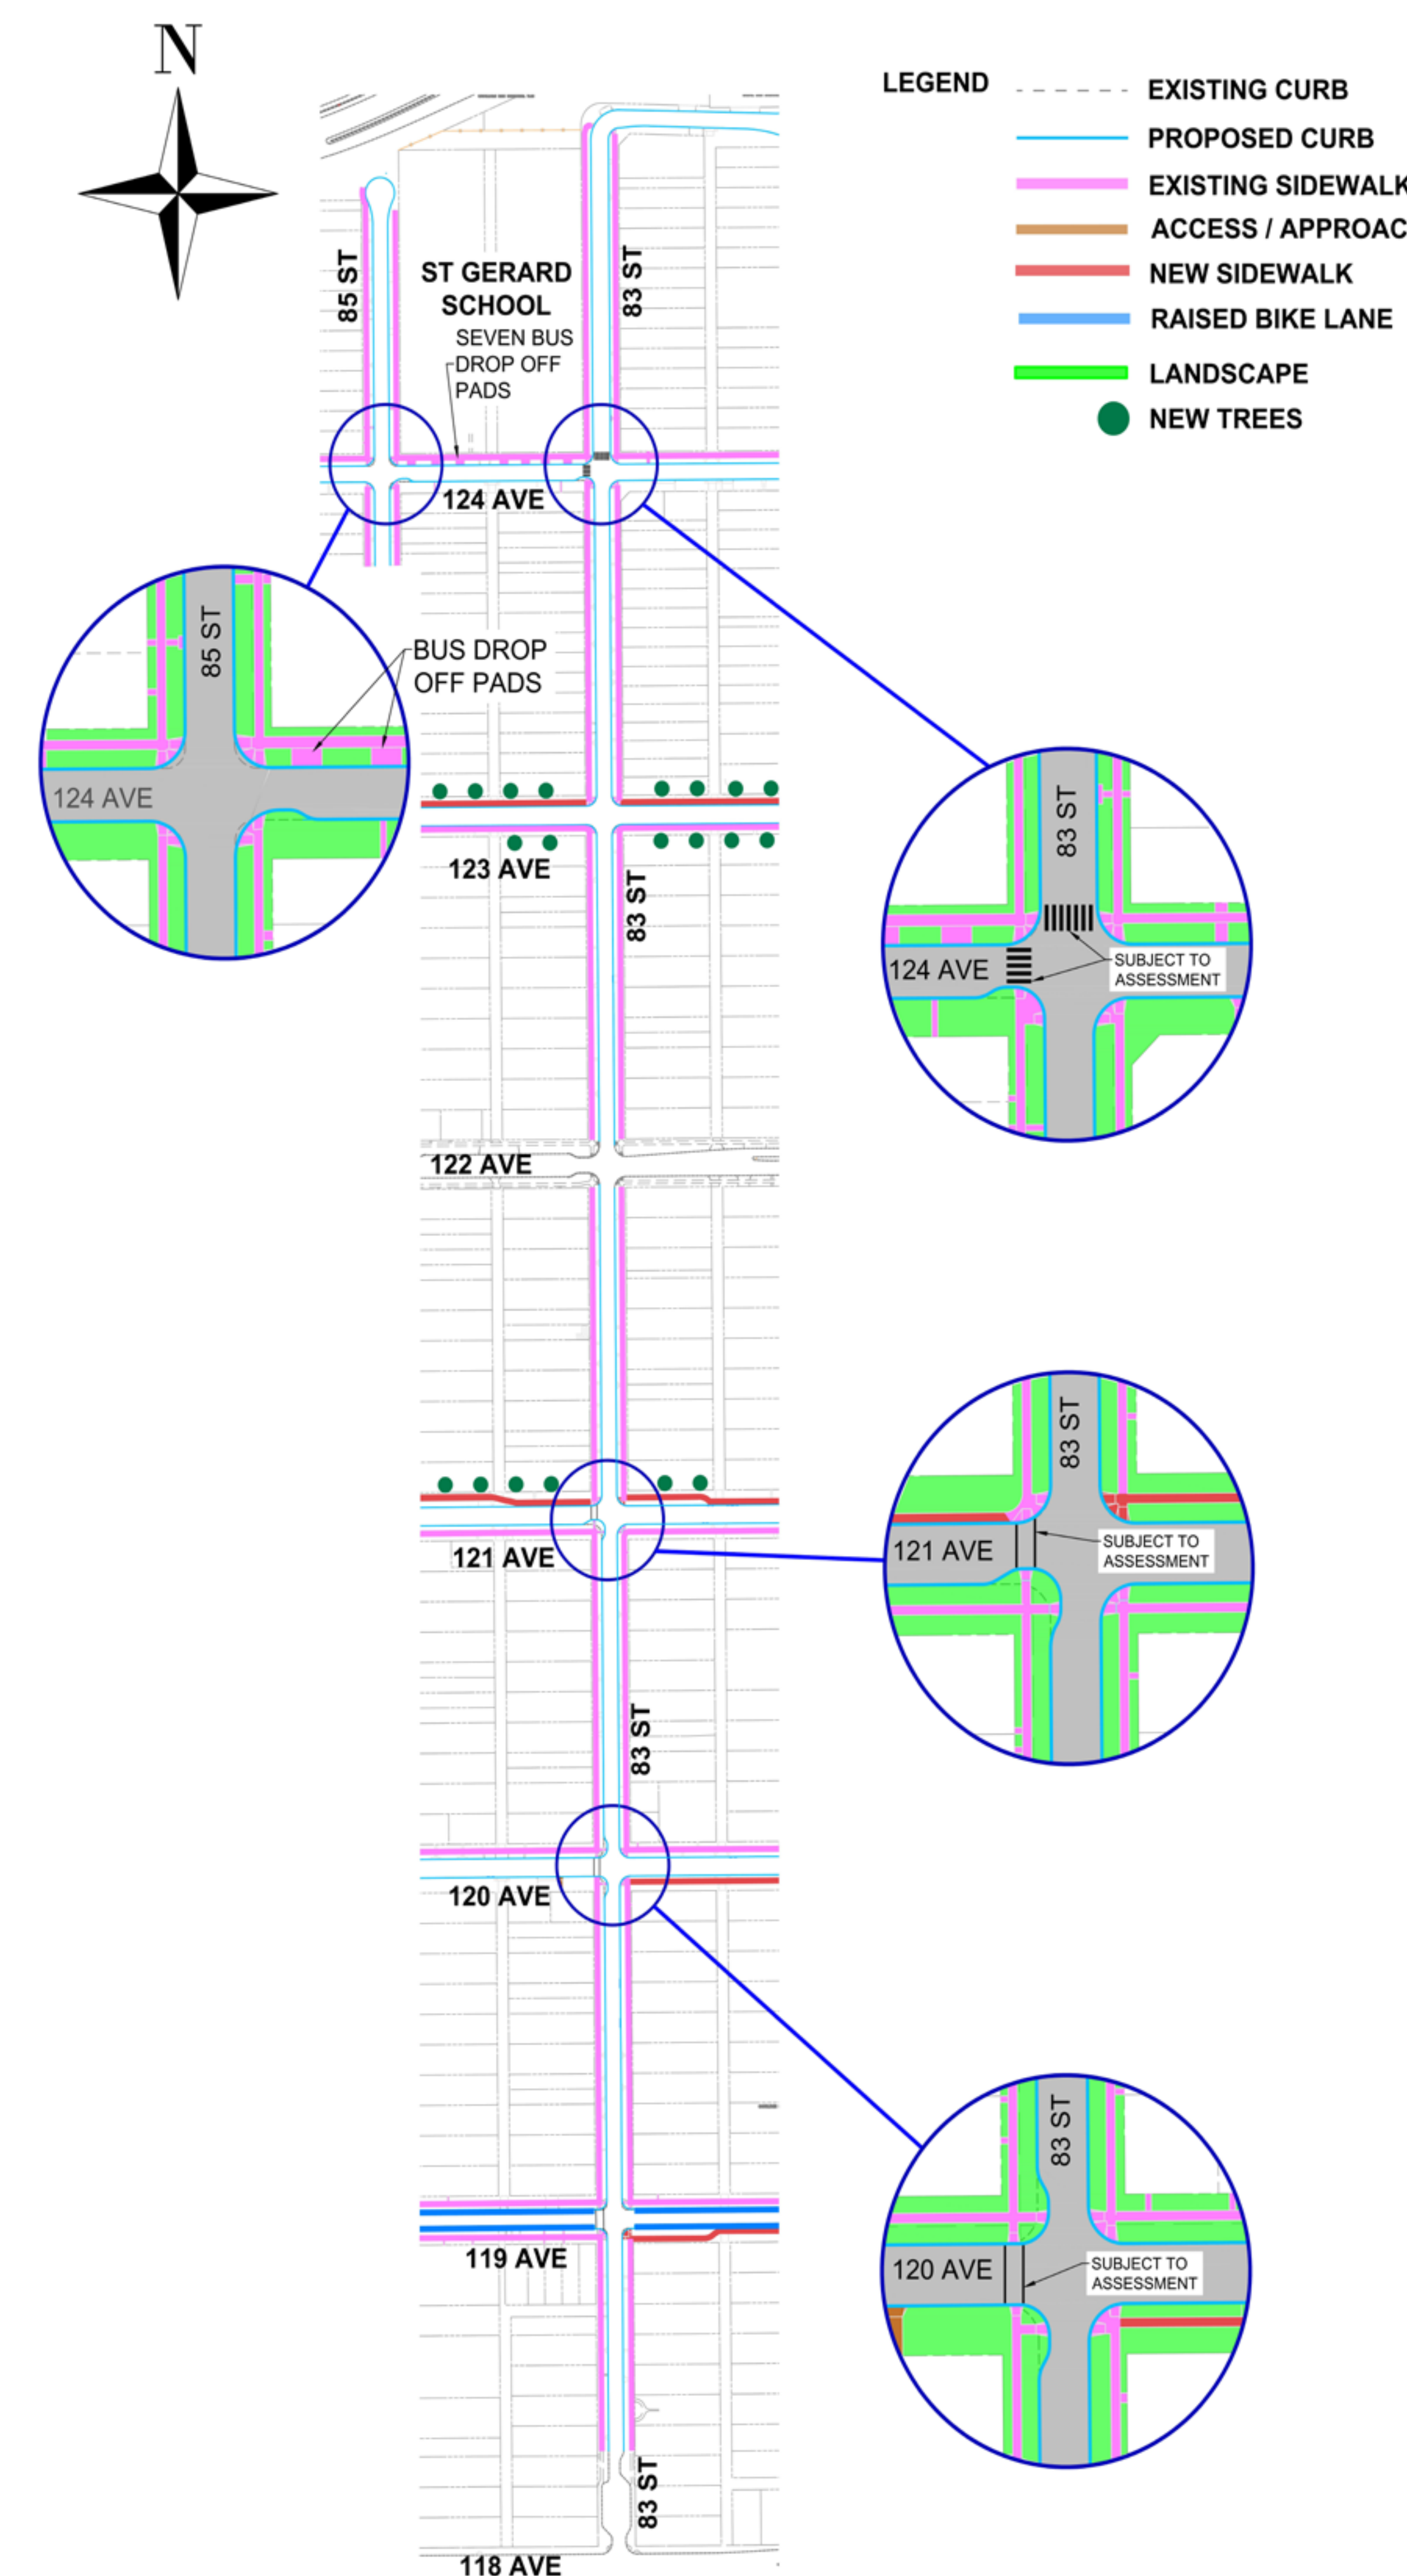 N
LEGEND
EXISTING CURB
PROPOSED CURB
EXISTING SIDEWALK
ACCESS / APPROAC
NEW SIDEWALK
RAISED BIKE LANE
LANDSCAPE
NEW TREES
85 ST
ST GERARD
SCHOOL
SEVEN BUS
DROP OFF
PADS
83 ST
124 AVE
85 ST
BUS DROP
OFF PADS
124 AVE
83 ST
124 AVE
SUBJECT TO
ASSESSMENT
123 AVE
83 ST
122 AVE
83 ST
121 AVE
SUBJECT TO
ASSESSMENT
121 AVE
83 ST
120 AVE
83 ST
120 AVE
SUBJECT TO
ASSESSMENT
119 AVE
83 ST
118 AVE